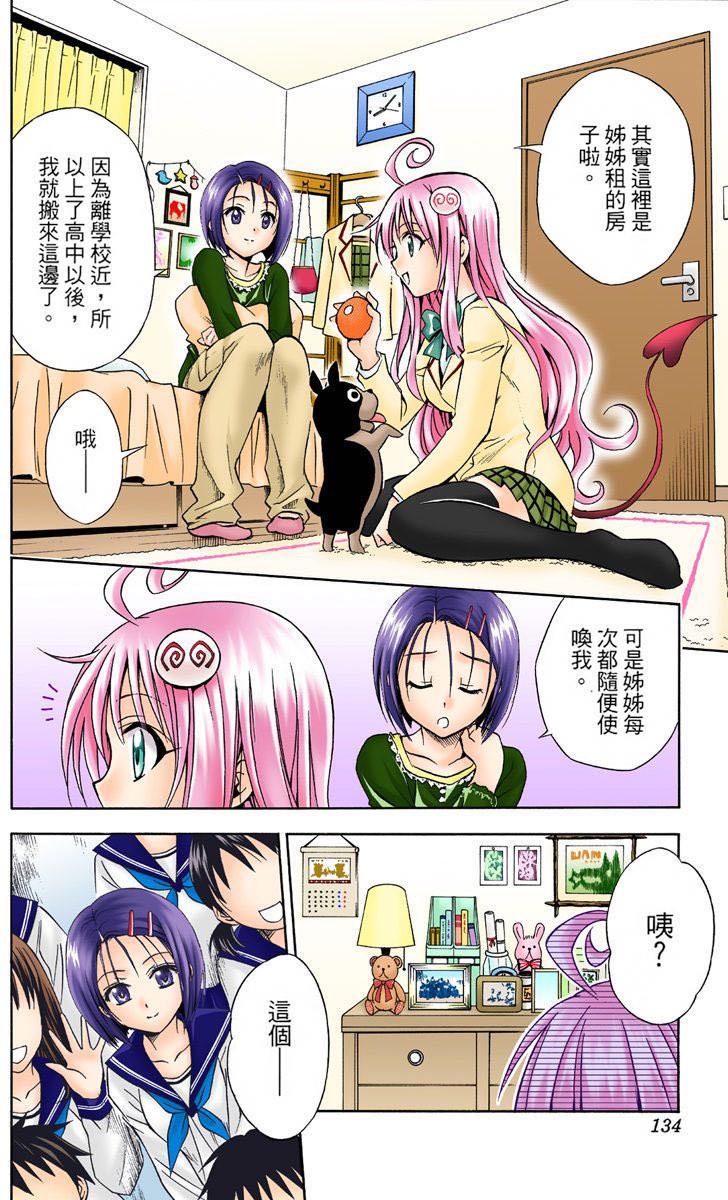 其實這裡是
姊姊租的房
子啦。
因為離學校近，所
以上了高中以後，
我就搬來這邊了。
哦——
可是姊姊每
次都隨便使
喚我。
咦？
WAN
這個——
134